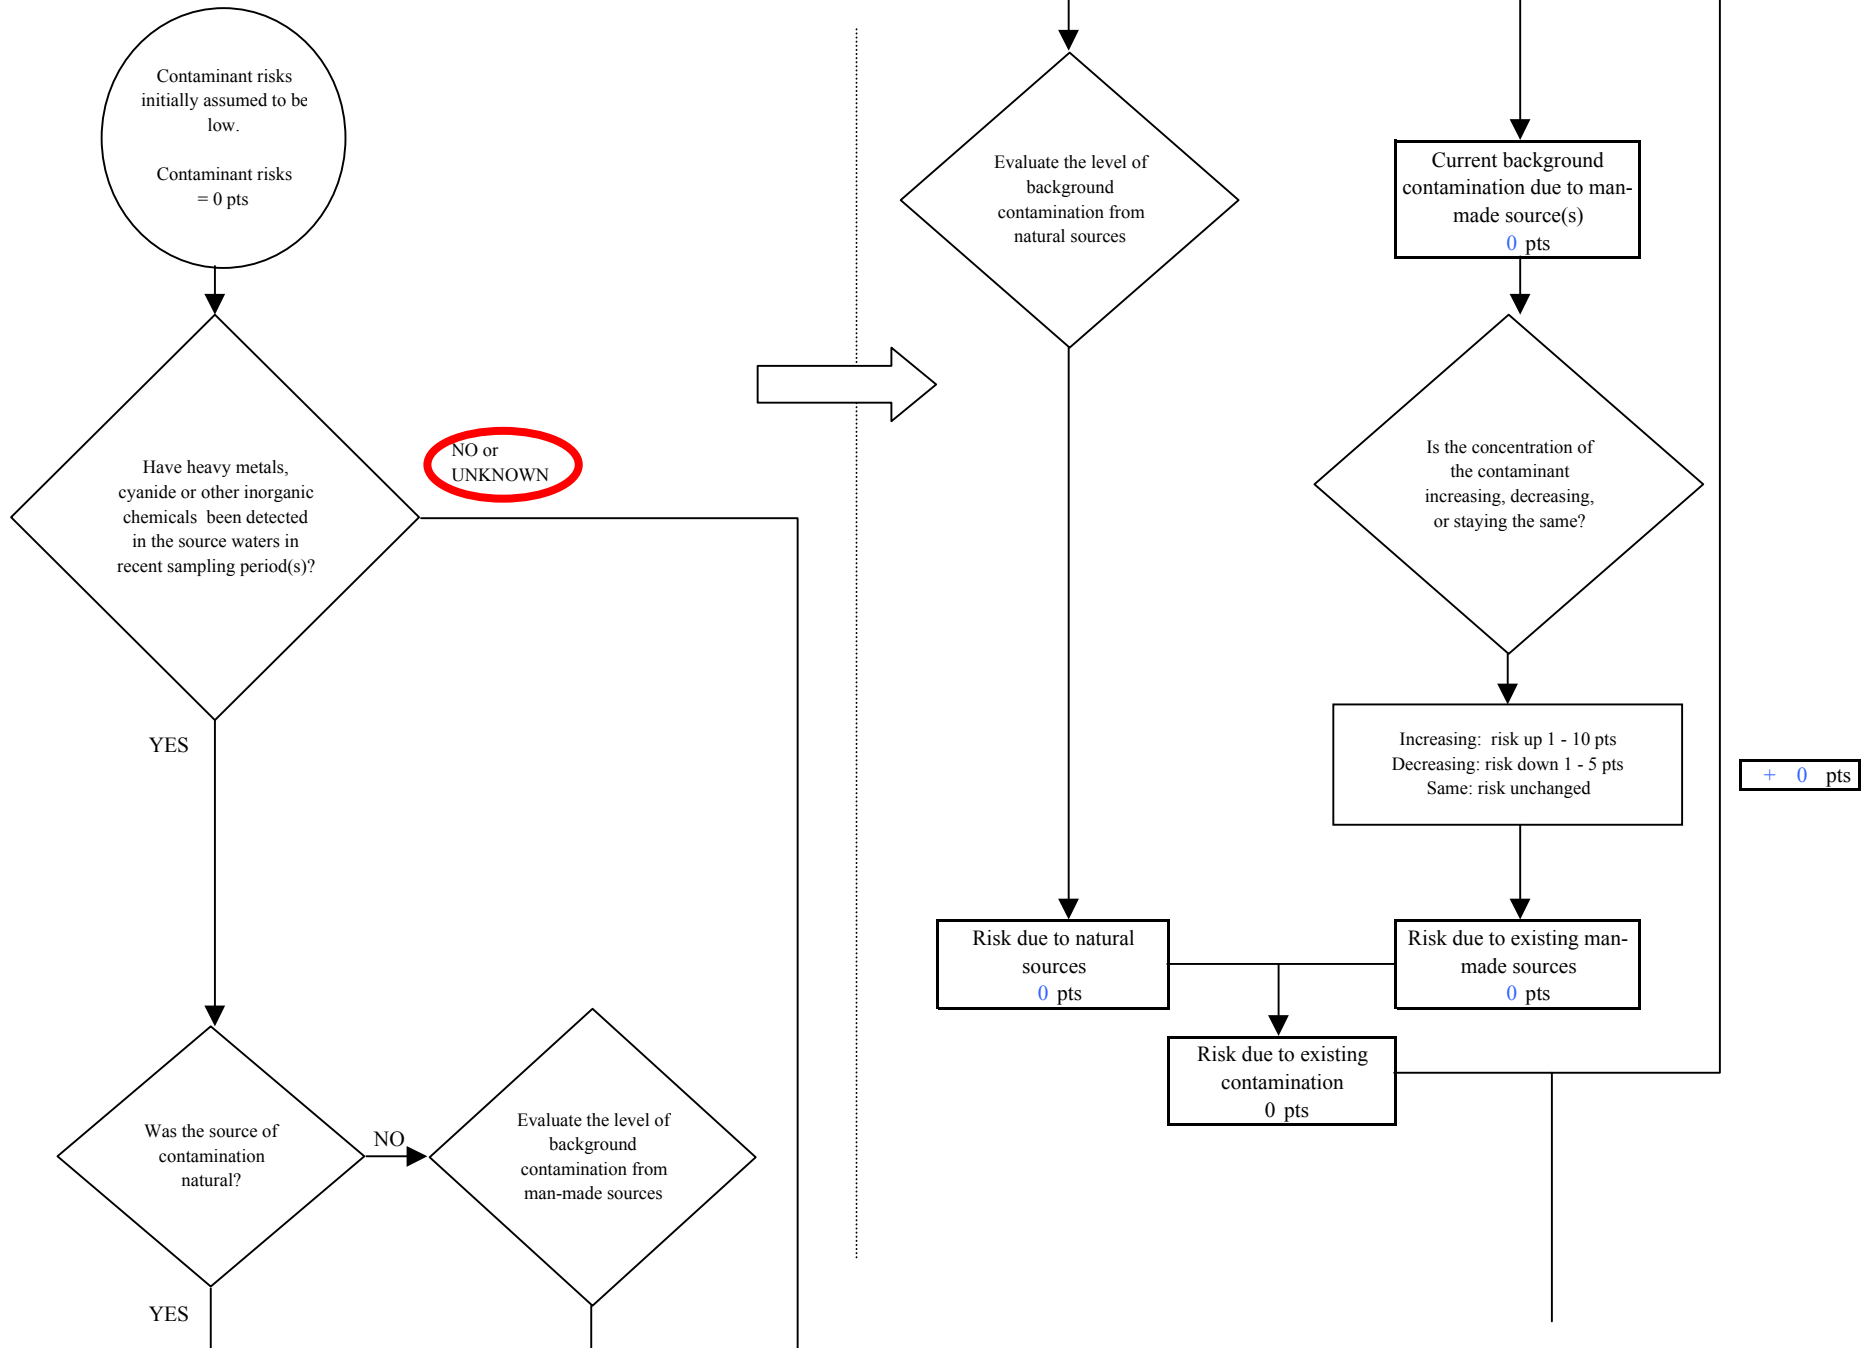 Contaminant risks
initially assumed to be
low.
Contaminant risks
= 0 pts
Have heavy metals,
cyanide or other inorganic
chemicals been detected
in the source waters in
recent sampling period(s)?
NO or
UNKNOWN
YES
Was the source of
contamination
natural?
NO
Evaluate the level of
background
contamination from
man-made sources
YES
Evaluate the level of
background
contamination from
natural sources
Current background
contamination due to man-
made source(s)
0 pts
Is the concentration of
the contaminant
increasing, decreasing,
or staying the same?
Increasing: risk up 1 - 10 pts
Decreasing: risk down 1 - 5 pts
Same: risk unchanged
+ 0 pts
Risk due to natural
sources
0 pts
Risk due to existing man-
made sources
0 pts
Risk due to existing
contamination
0 pts